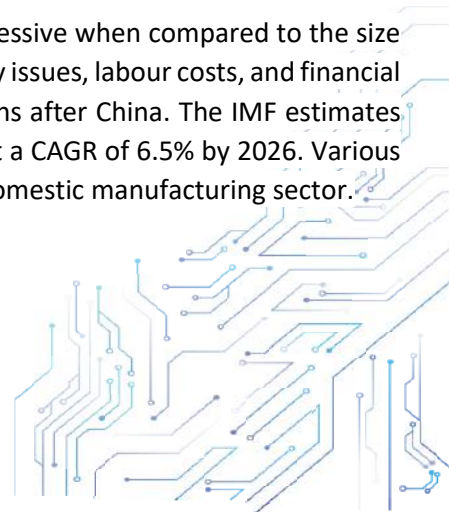 essive when compared to the size
y issues, labour costs, and financial
ns after China. The IMF estimates
t a CAGR of 6.5% by 2026. Various
omestic manufacturing sector.